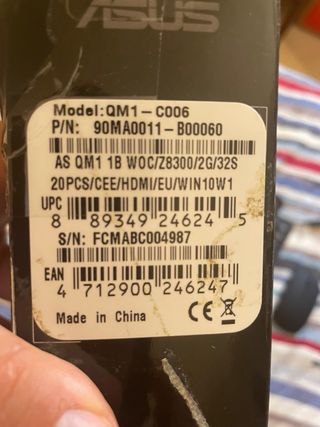 ASUS
Model:QM1-C006
P/N: 90MA0011-B00060
AS QM1 1B WOC/Z8300/2G/32S
20PCS/CEE/HDMI/EU/WIN10W1
UPC
8 89349 24624 5
S/N: FCMABC004987
EAN
4 712900 246247
Made in China CE